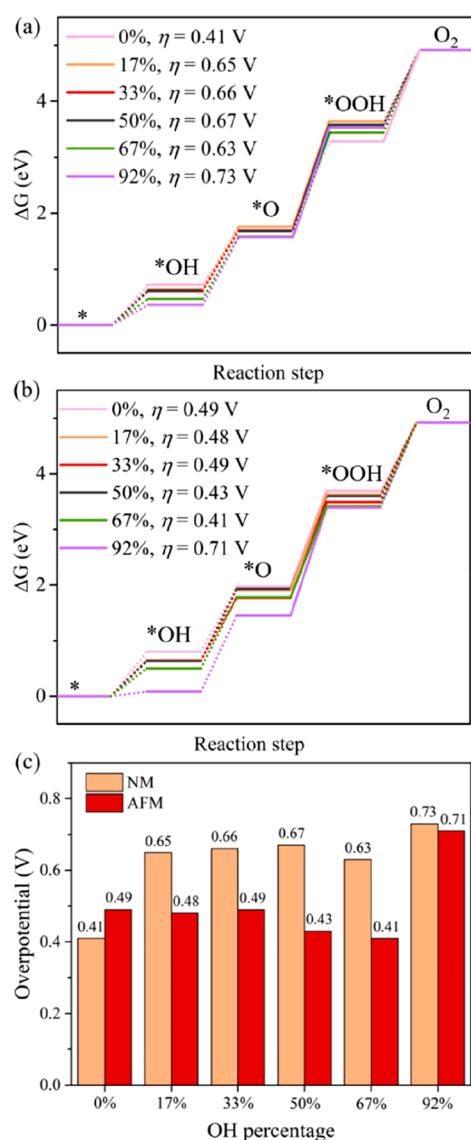 (a)
0%, η = 0.41 V
17%, η = 0.65 V
33%, η = 0.66 V
50%, η = 0.67 V
67%, η = 0.63 V
92%, η = 0.73 V
O₂
*OOH
*O
*OH
*
4
2
0
ΔG (eV)
Reaction step
(b)
0%, η = 0.49 V
17%, η = 0.48 V
33%, η = 0.49 V
50%, η = 0.43 V
67%, η = 0.41 V
92%, η = 0.71 V
O₂
*OOH
*O
*OH
*
4
2
0
ΔG (eV)
Reaction step
(c)
NM
AFM
0.8
0.6
0.4
0.2
0.0
Overpotential (V)
0.41
0.49
0.65
0.48
0.66
0.49
0.67
0.43
0.63
0.41
0.73
0.71
0% 17% 33% 50% 67% 92%
OH percentage